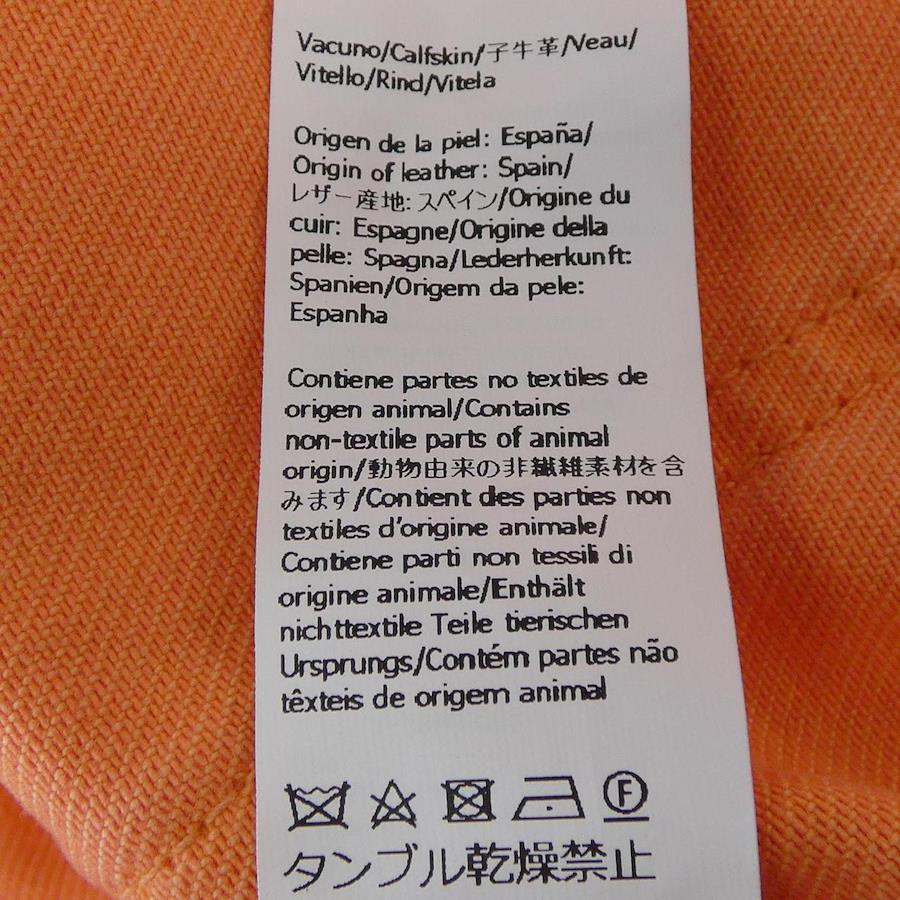 Vacuno/Calfskin/子牛革/Veau/
Vitello/Rind/Vitela
Origen de la piel: España/
Origin of leather: Spain/
レザー産地: スペイン/Origine du
cuir: Espagne/Origine della
pelle: Spagna/Lederherkunft:
Spanien/Origem da pele:
Espanha
Contiene partes no textiles de
origen animal/Contains
non-textile parts of animal
origin/動物由来の非繊維素材を含
みます/Contient des parties non
textiles d'origine animale/
Contiene parti non tessili di
origine animale/Enthält
nichttextile Teile tierischen
Ursprungs/Contém partes não
têxteis de origem animal
F
タンブル乾燥禁止